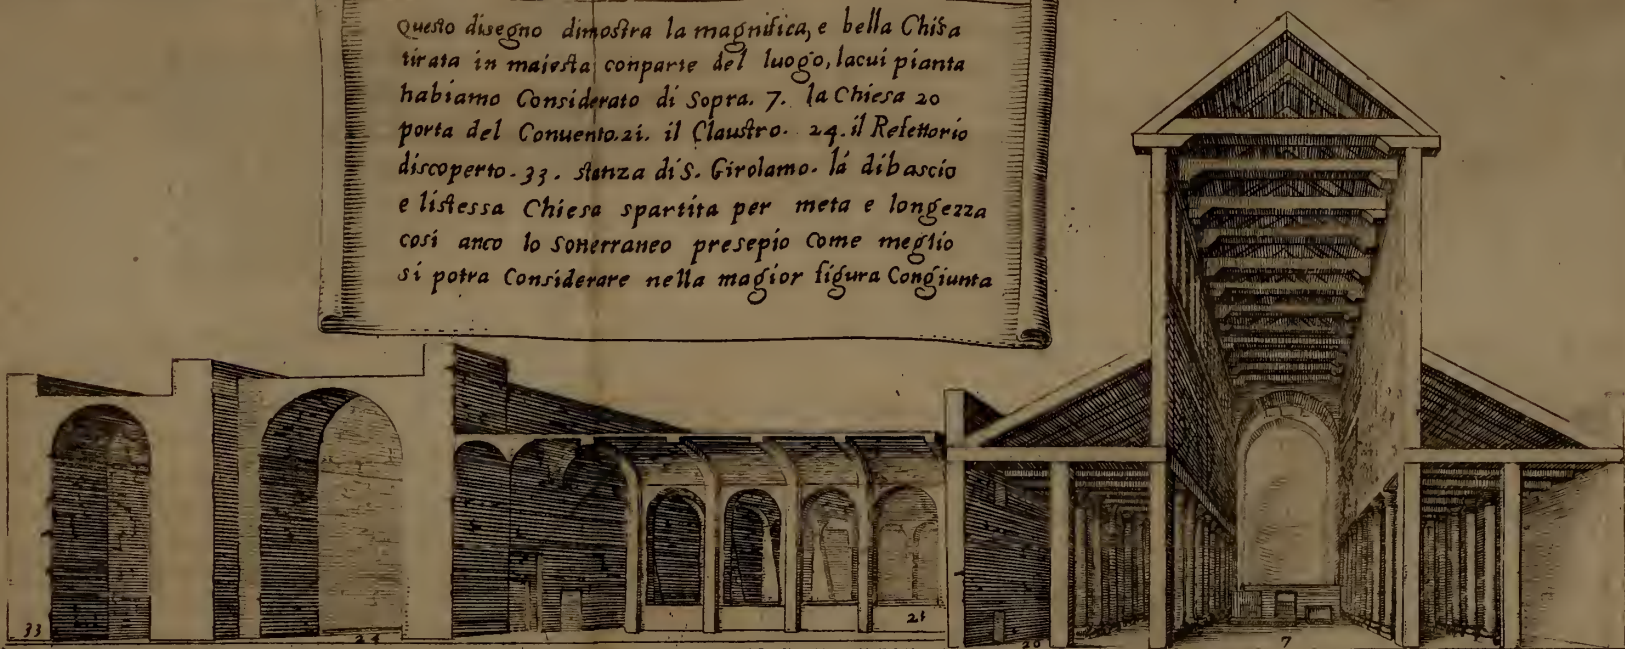 Questo disegno dimostra la magnifica, e bella Chisa
tirata in maiesta conparte del luogo, lacui pianta
habiamo Considerato di Sopra. 7. la Chiesa 20
porta del Conuento. 21. il Claustro. 24. il Refettorio
discoperto. 33. stanza di S. Girolamo. lá dibascio
e listessa Chiesa spartita per meta e longezza
cosi anco lo Sotterraneo presepio Come meglio
si potra Considerare nella magior figura Congiunta
33
24
21
20
7